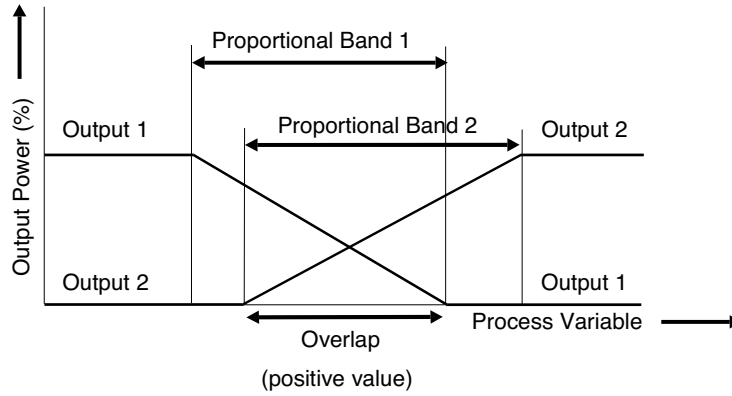 Proportional Band 1
Output 1
Proportional Band 2
Output 2
Output Power (%)
Output 2
Output 1
Process Variable
Overlap
(positive value)